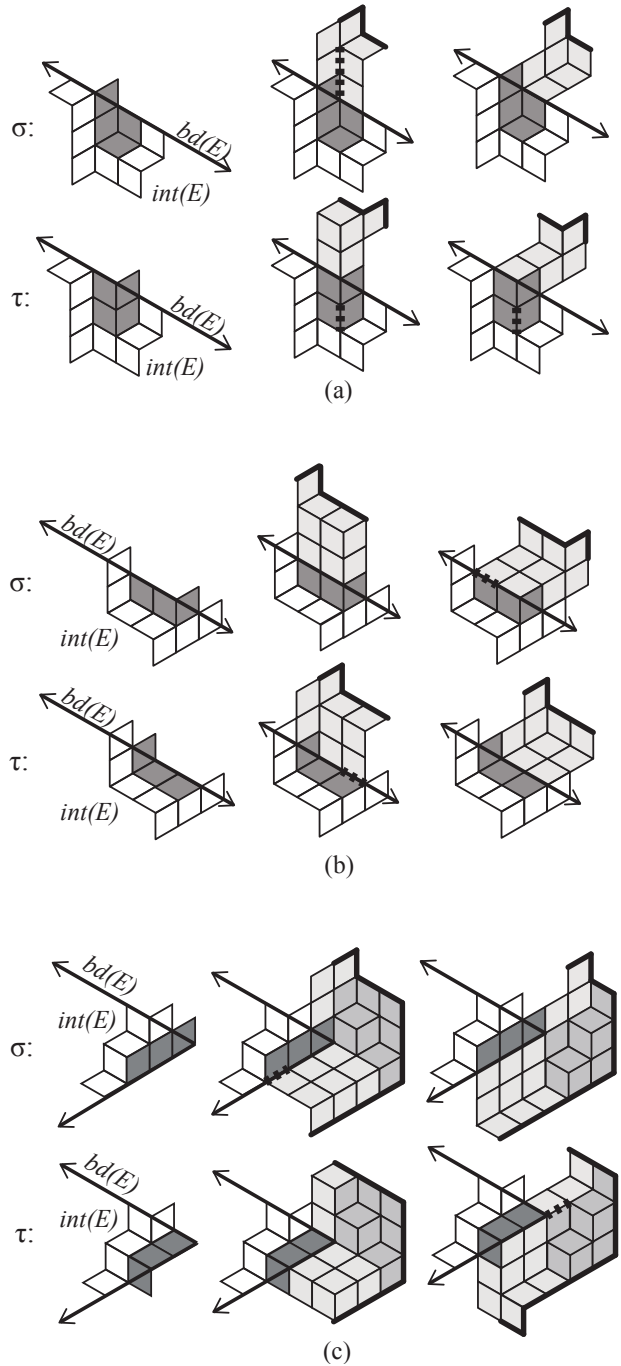 σ:
bd(E)
int(E)
τ:
bd(E)
int(E)
(a)
bd(E)
σ:
int(E)
bd(E)
τ:
int(E)
(b)
bd(E)
int(E)
σ:
bd(E)
int(E)
τ:
(c)